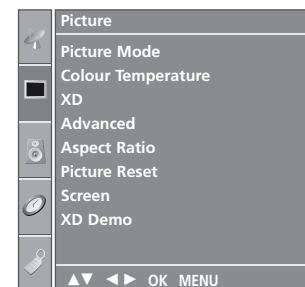 Picture
Picture Mode
Colour Temperature
XD
Advanced
Aspect Ratio
Picture Reset
Screen
XD Demo
▲▼ ◄► OK MENU